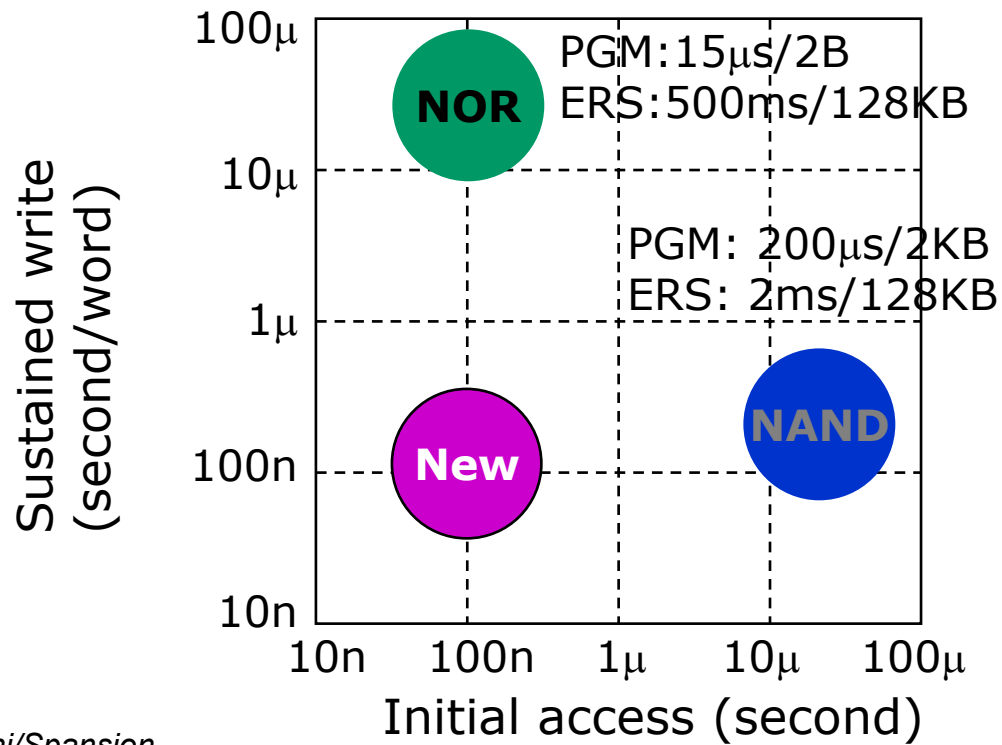 100μ
10μ
1μ
100n
10n
Sustained write
(second/word)
NOR
PGM:15μs/2B
ERS:500ms/128KB
PGM: 200μs/2KB
ERS: 2ms/128KB
New
NAND
10n 100n 1μ 10μ 100μ
Initial access (second)
/Spansion